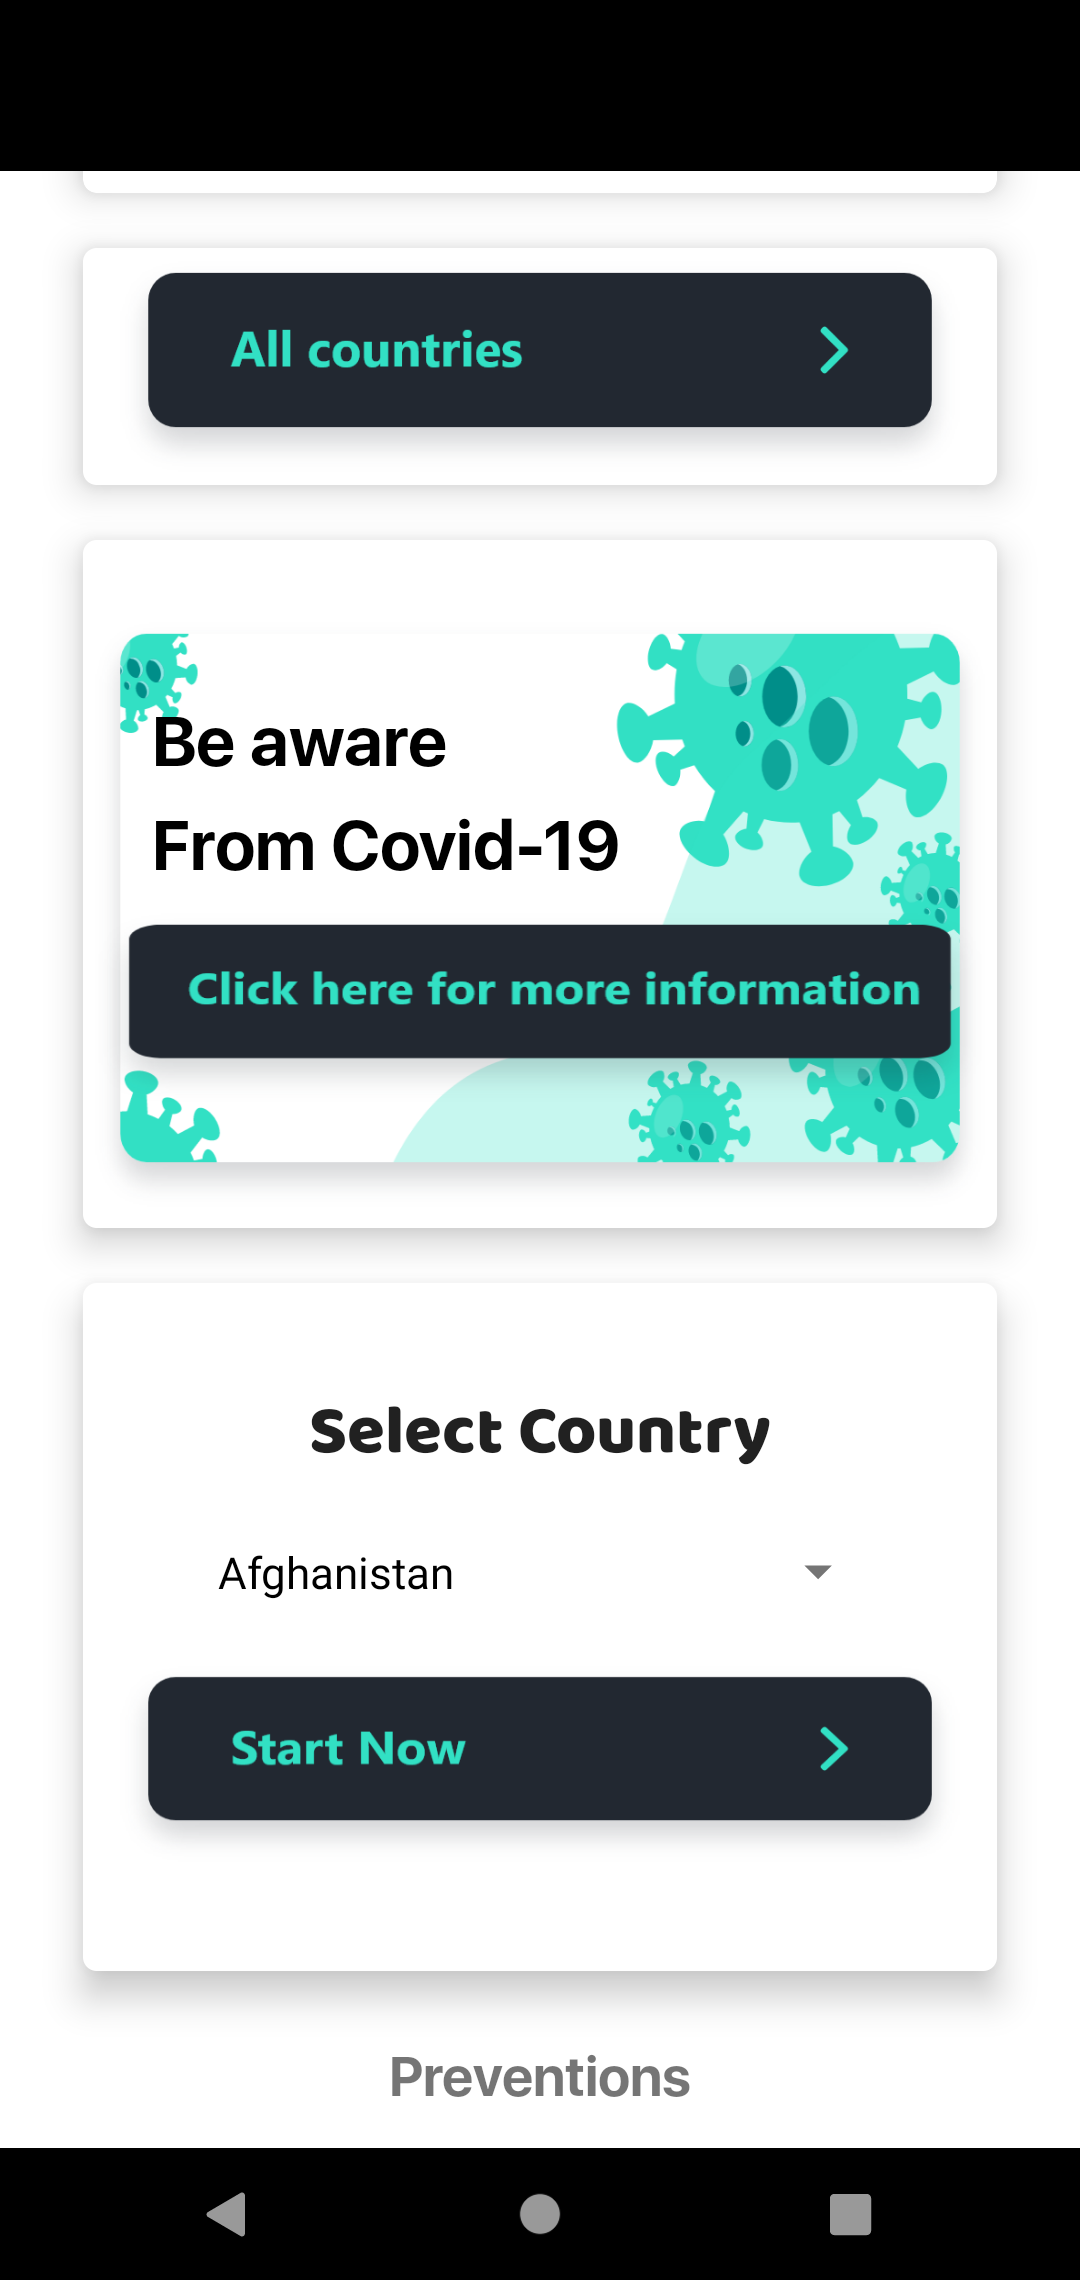 All countries
Be aware
From Covid-19
Click here for more information
Select Country
Afghanistan
Start Now
Preventions